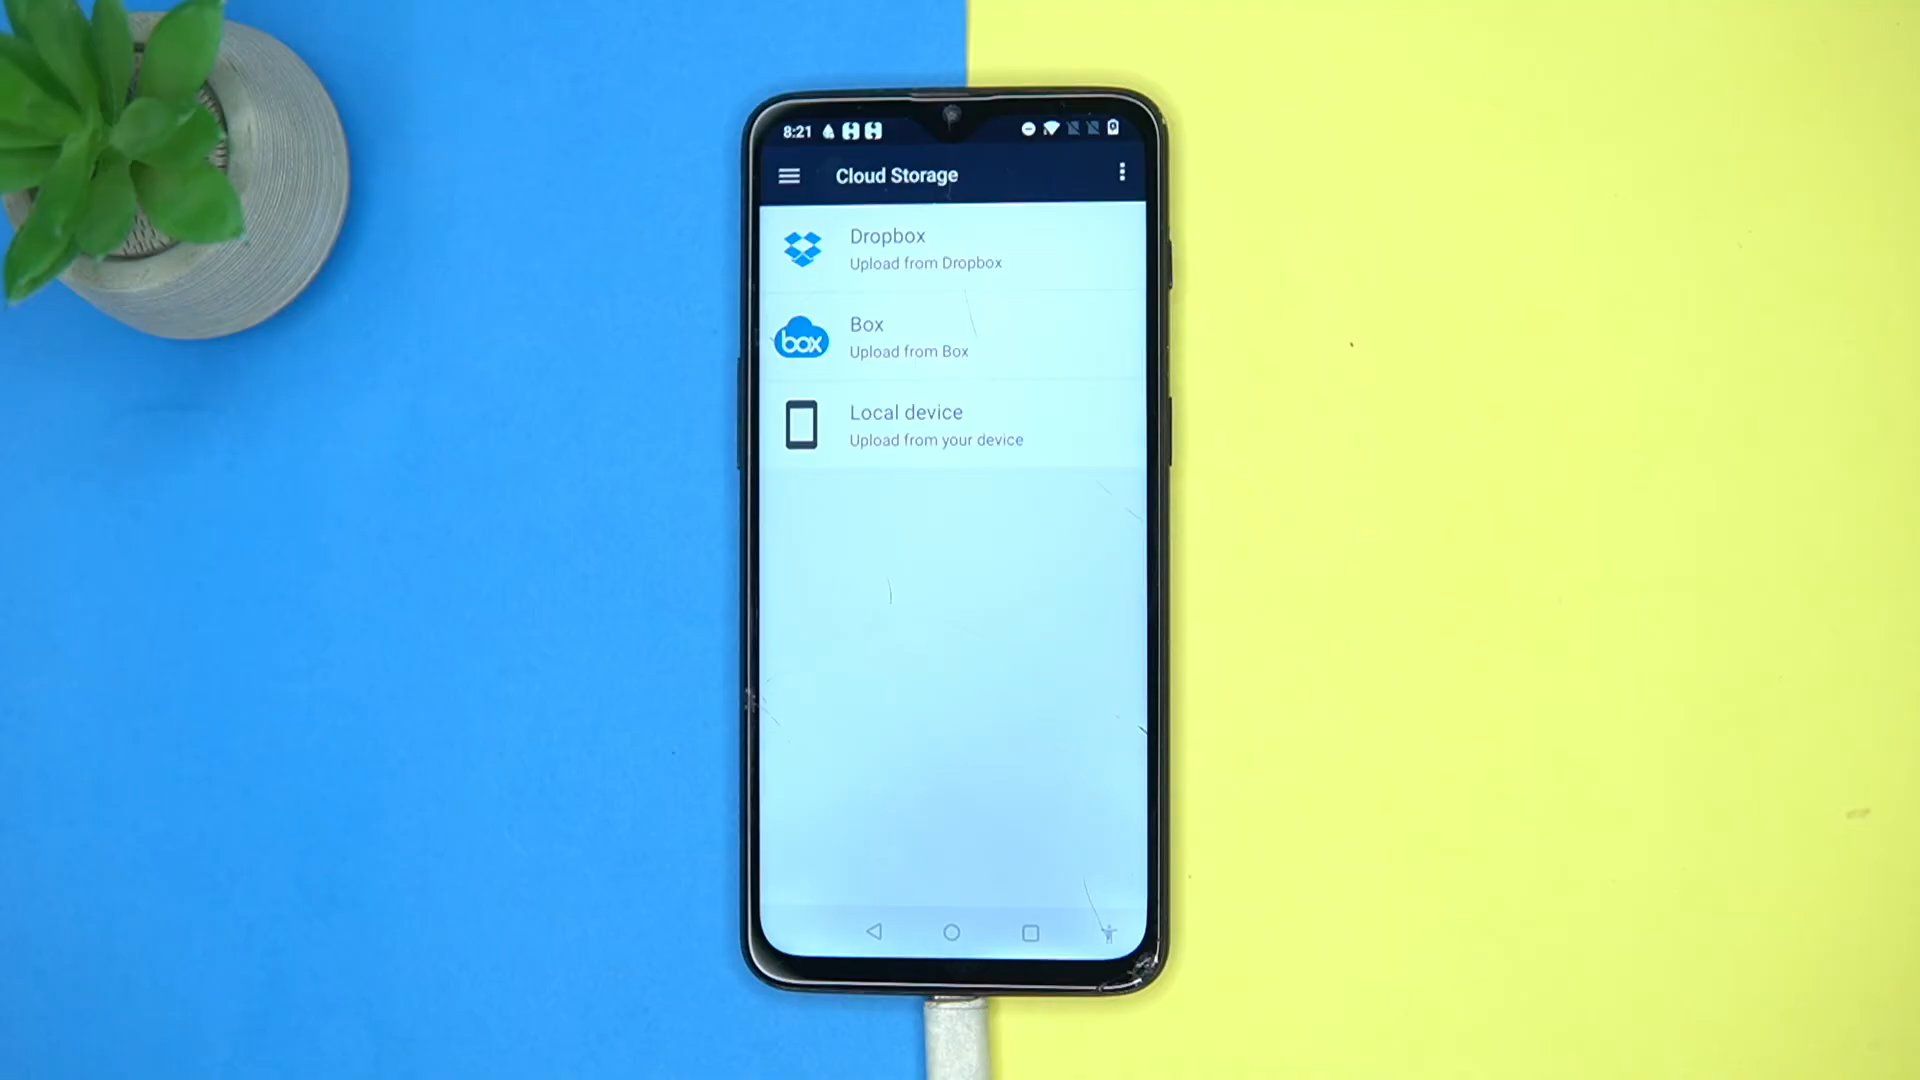 8:21
Cloud Storage
Dropbox
Upload from Dropbox
box
Box
Upload from Box
Local device
Upload from your device